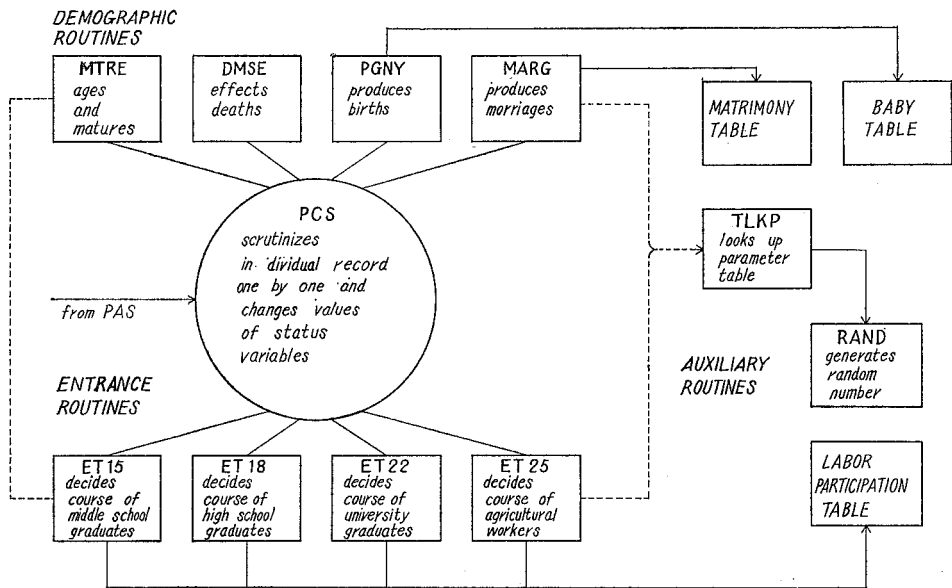 DEMOGRAPHIC
ROUTINES
MTRE
ages
and
matures
DMSE
effects
deaths
PGNY
produces
births
MARG
produces
morriages
MATRIMONY
TABLE
BABY
TABLE
PCS
scrutinizes
in dividual record
one by one and
changes values
of status
variables
from PAS
TLKP
looks up
parameter
table
RAND
generates
random
number
AUXILIARY
ROUTINES
ENTRANCE
ROUTINES
ET 15
decides
course of
middle school
graduates
ET 18
decides
course of
high school
graduates
ET 22
decides
course of
university
graduates
ET 25
decides
course of
agricultural
workers
LABOR
PARTICIPATION
TABLE